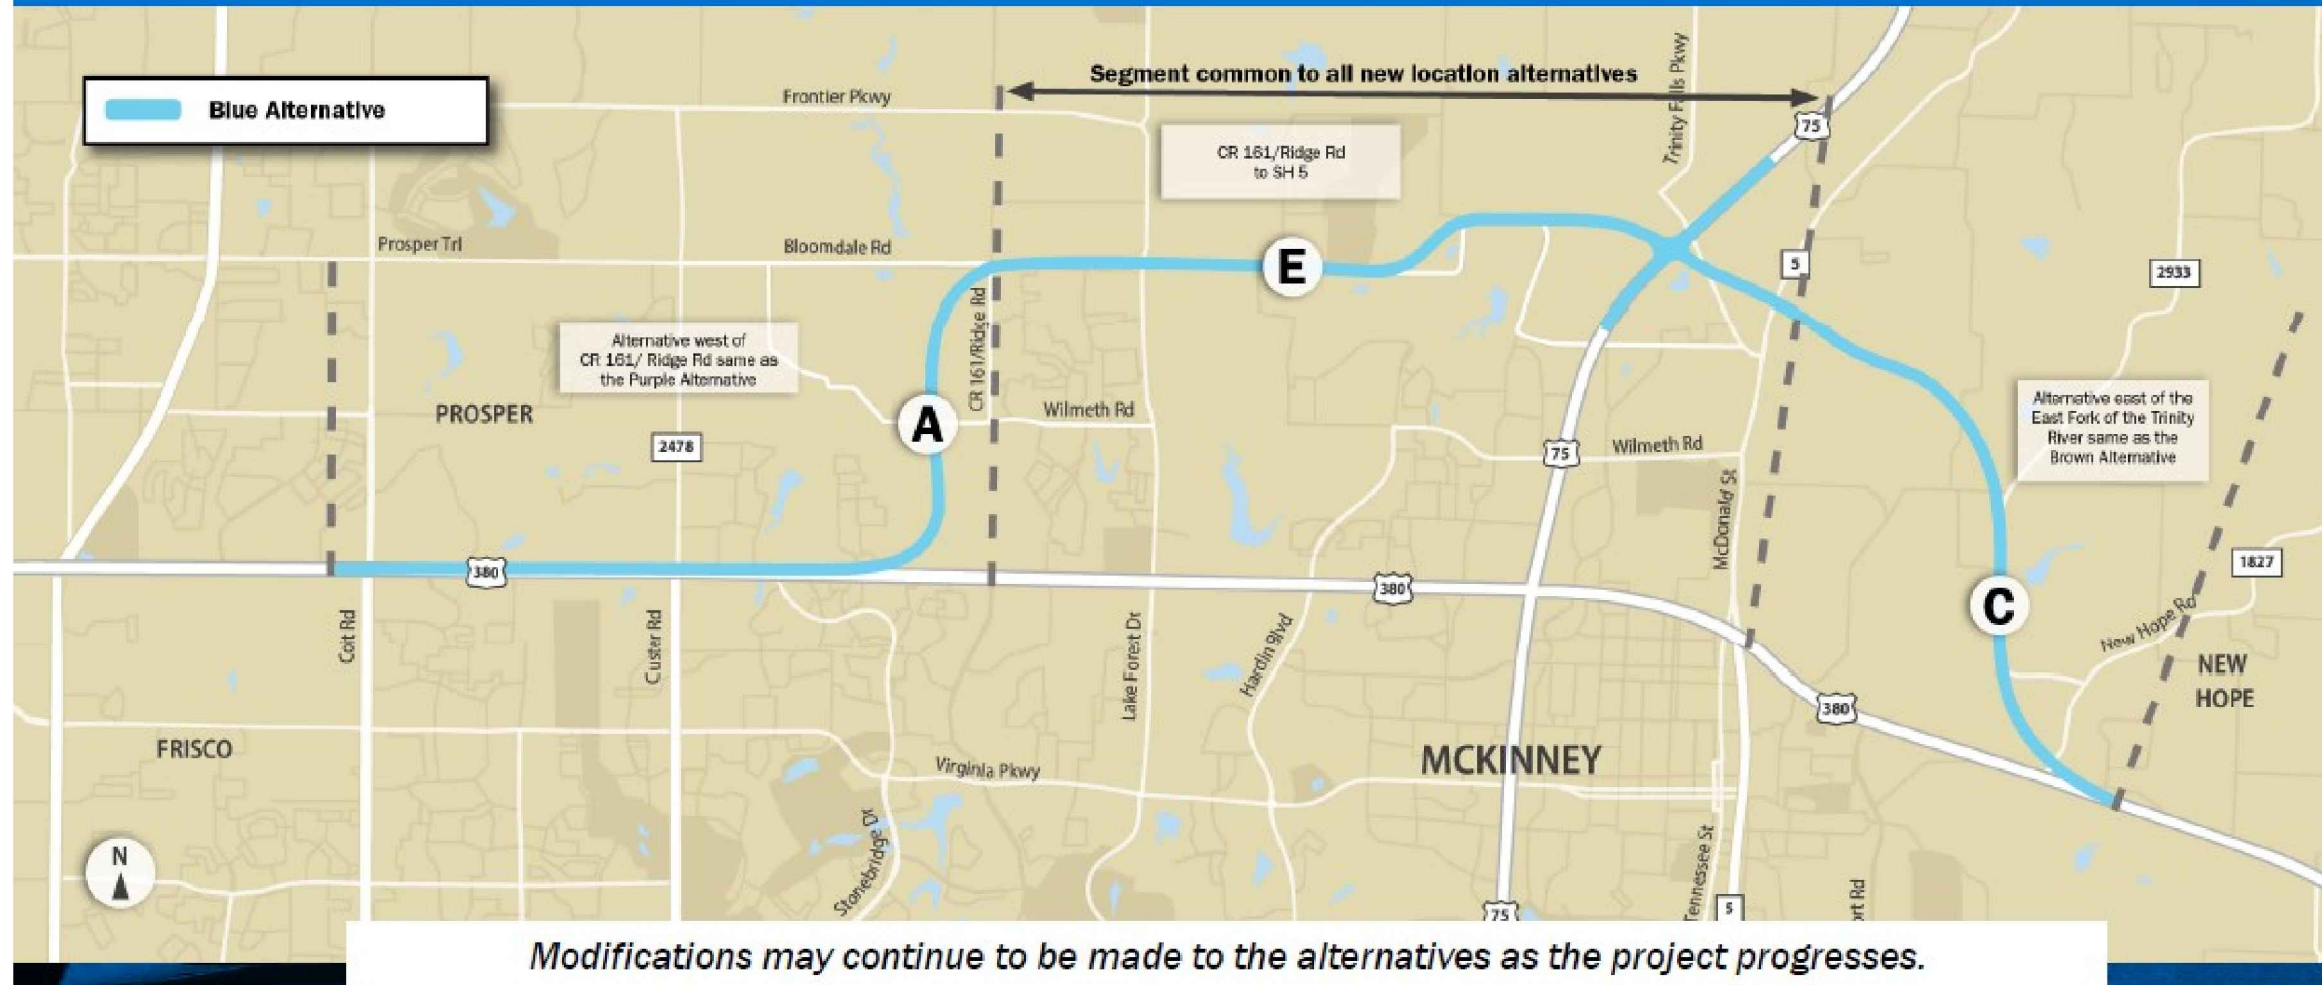 Segment common to all new location alternatives
Blue Alternative
Frontier Pkwy
Trinity Falls Pkwy
75
CR 161/Ridge Rd
to SH 5
Prosper Trl
Bloomdale Rd
E
5
2933
CR 161/Ridge Rd
Alternative west of
CR 161/ Ridge Rd same as
the Purple Alternative
PROSPER
2478
A
Wilmeth Rd
75
Wilmeth Rd
McDonald St
Alternative east of the
East Fork of the Trinity
River same as the
Brown Alternative
380
380
1827
C
New Hope Rd
NEW
HOPE
Coit Rd
Custer Rd
Lake Forest Dr
Hardin Blvd
380
FRISCO
MCKINNEY
Virginia Pkwy
Stonebridge Dr
Tennessee St
N
75
5
rt Rd
Modifications may continue to be made to the alternatives as the project progresses.